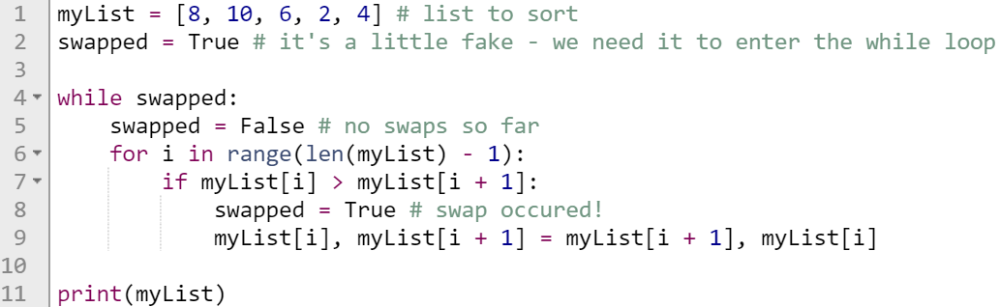 1 myList = [8, 10, 6, 2, 4] # list to sort
2 swapped = True # it's a little fake - we need it to enter the while loop
3
4 while swapped:
5     swapped = False # no swaps so far
6     for i in range(len(myList) - 1):
7         if myList[i] > myList[i + 1]:
8             swapped = True # swap occured!
9             myList[i], myList[i + 1] = myList[i + 1], myList[i]
10
11 print(myList)